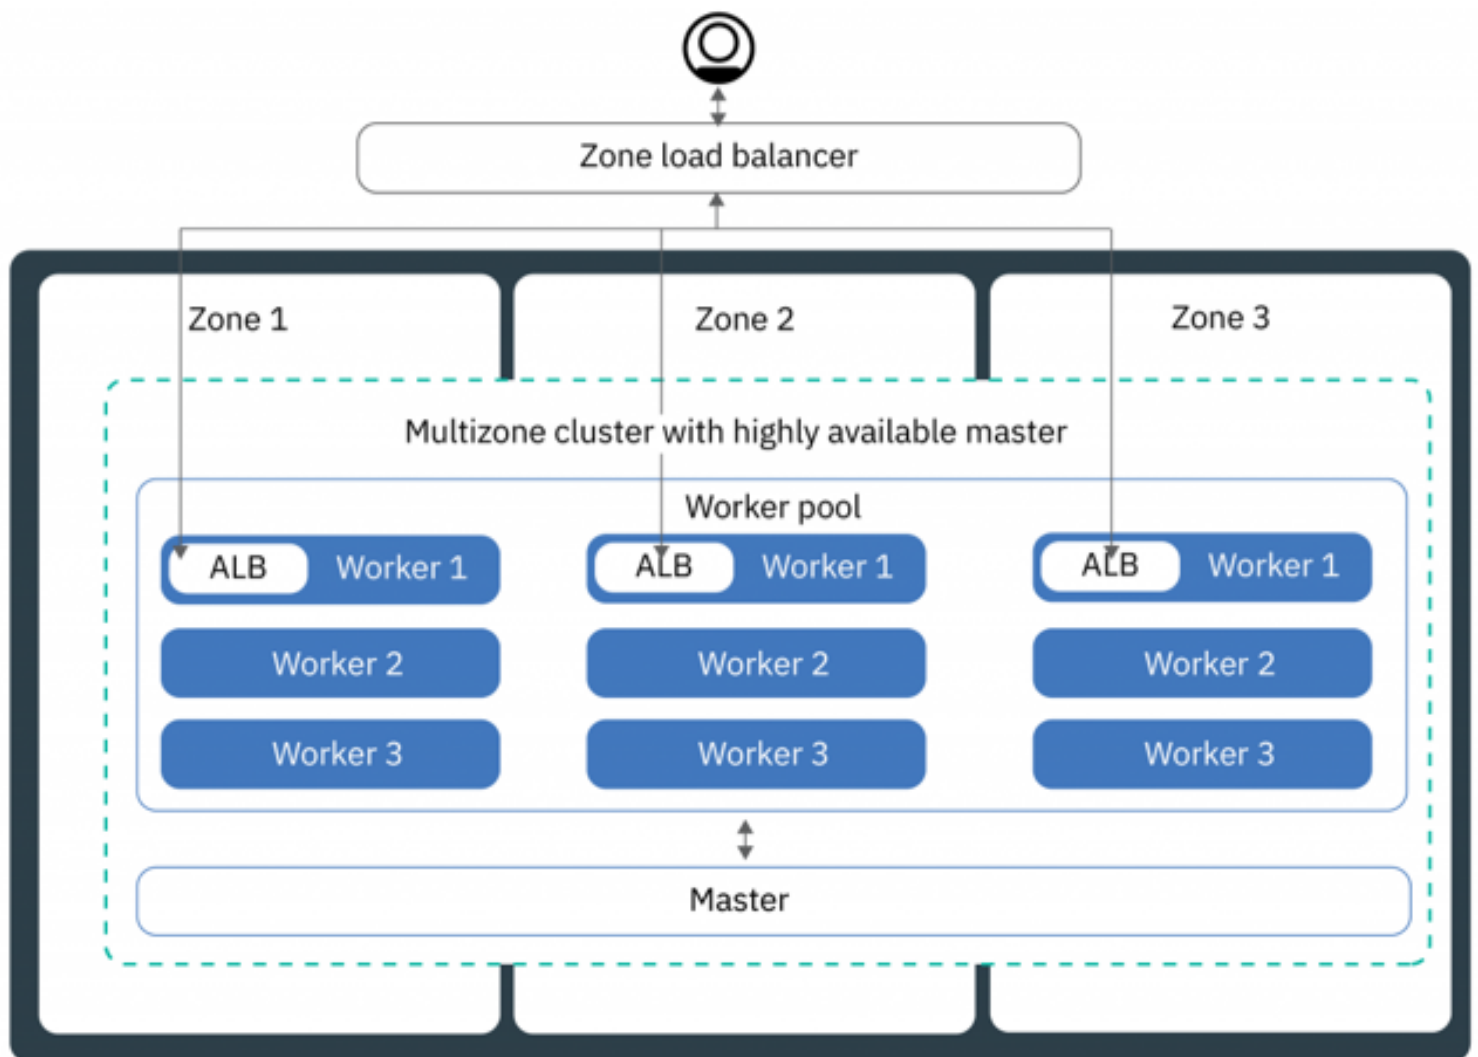 Zone load balancer
Zone 1
Zone 2
Zone 3
Multizone cluster with highly available master
Worker pool
ALB Worker 1
ALB Worker 1
ALB Worker 1
Worker 2
Worker 2
Worker 2
Worker 3
Worker 3
Worker 3
Master